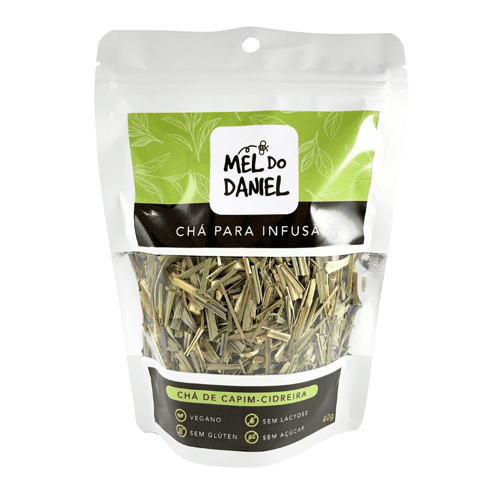 MEL DO
DANIEL
CHÁ PARA INFUSÃO
CHÁ DE CAPIM-CIDREIRA
VEGANO
SEM LACTOSE
SEM GLÚTEN
SEM AÇÚCAR
40g